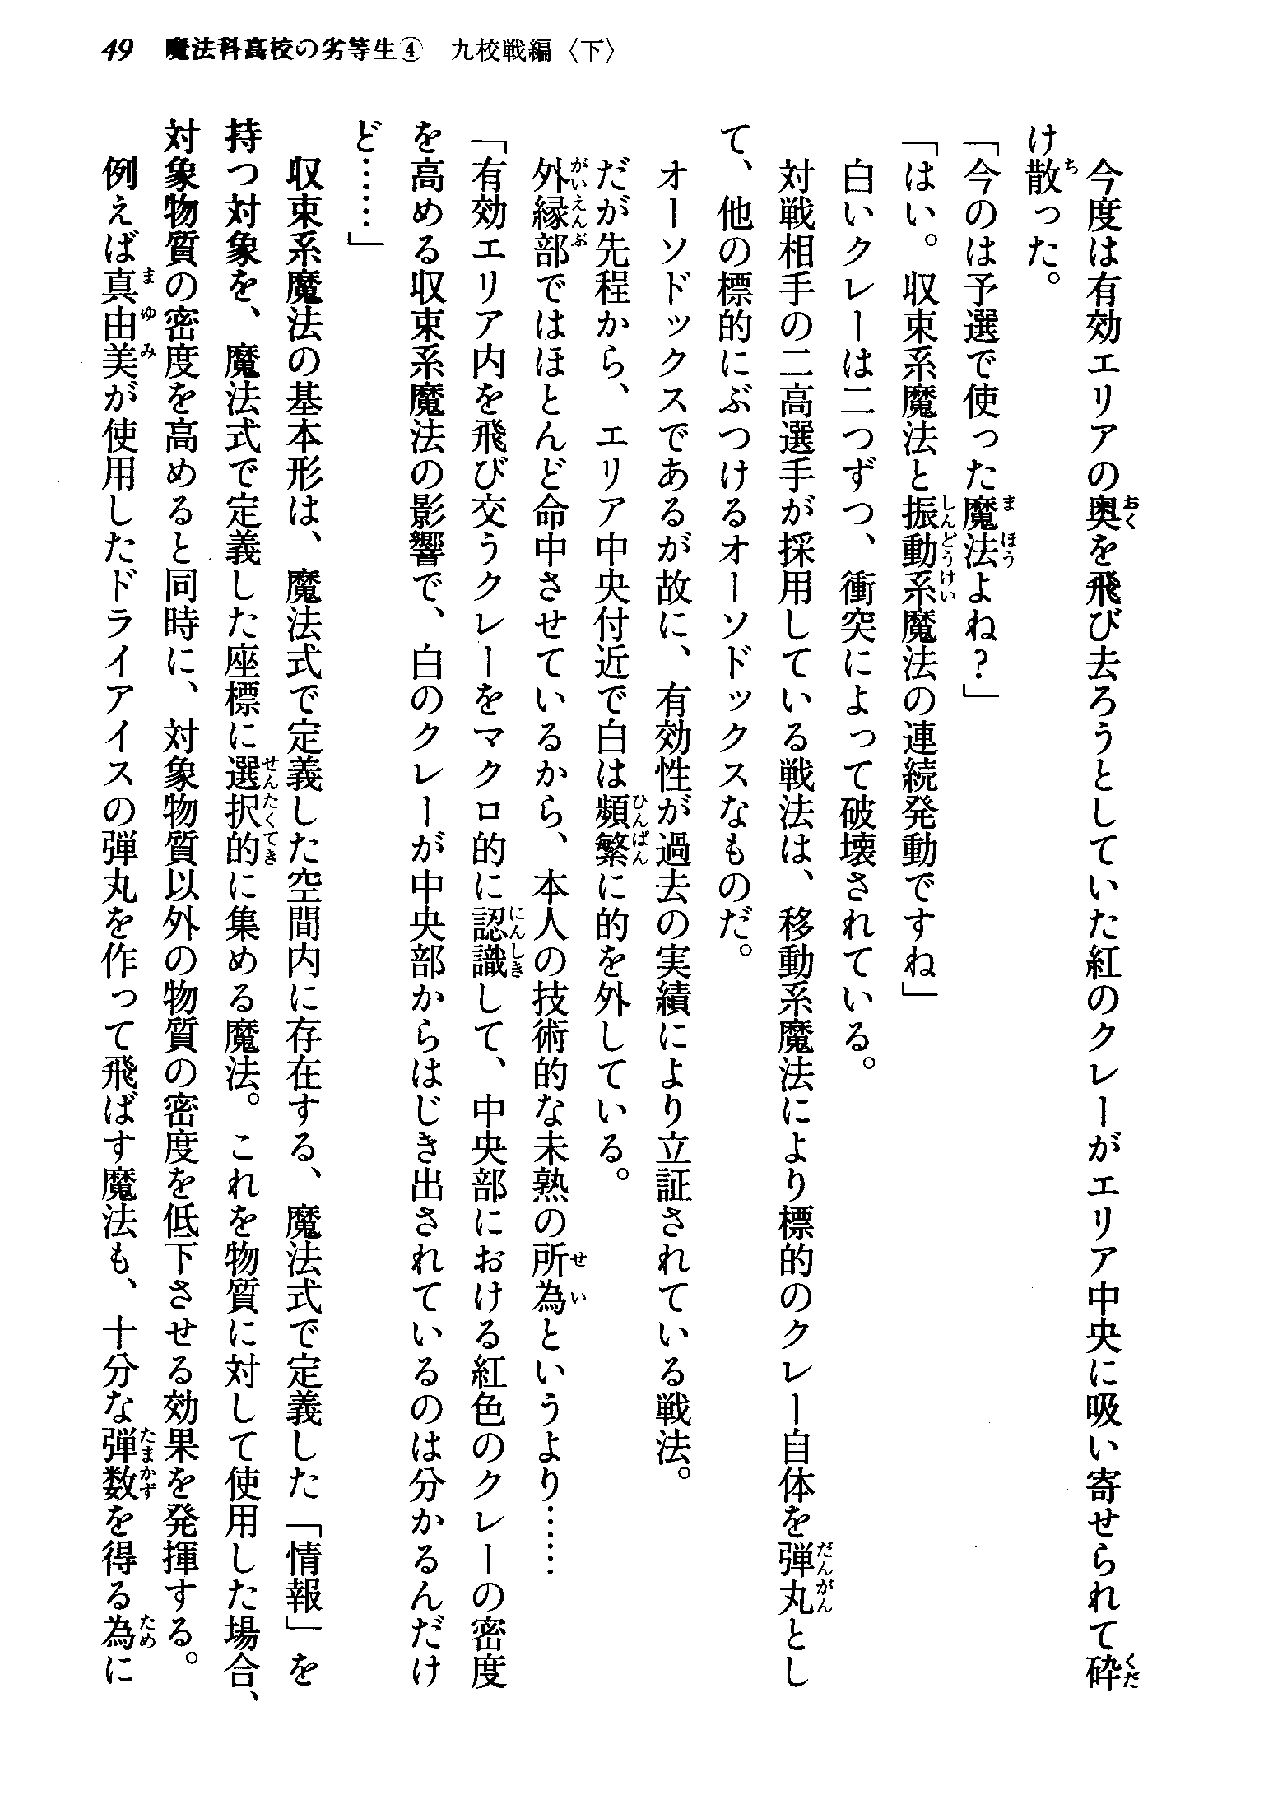 49 魔法科高校の劣等生④ 九校戦編〈下〉
今度は有効エリアの奥を飛び去ろうとしていた紅のクレーがエリア中央に吸い寄せられて砕
け散った。
「今のは予選で使った魔法よね?」
「はい。収束系魔法と振動系魔法の連続発動ですね」
白いクレーは二つずつ、衝突によって破壊されている。
対戦相手の二高選手が採用している戦法は、移動系魔法により標的のクレー自体を弾丸とし
て、他の標的にぶつけるオーソドックスなものだ。
オーソドックスであるが故に、有効性が過去の実績により立証されている戦法。
だが先程から、エリア中央付近で白は頻繁に的を外している。
外縁部ではほとんど命中させているから、本人の技術的な未熟の所為というより……
「有効エリア内を飛び交うクレーをマクロ的に認識して、中央部における紅色のクレーの密度
を高める収束系魔法の影響で、白のクレーが中央部からはじき出されているのは分かるんだけ
ど……」
収束系魔法の基本形は、魔法式で定義した空間内に存在する、魔法式で定義した「情報」を
持つ対象を、魔法式で定義した座標に選択的に集める魔法。これを物質に対して使用した場合、
対象物質の密度を高めると同時に、対象物質以外の物質の密度を低下させる効果を発揮する。
例えば真由美が使用したドライアイスの弾丸を作って飛ばす魔法も、十分な弾数を得る為に